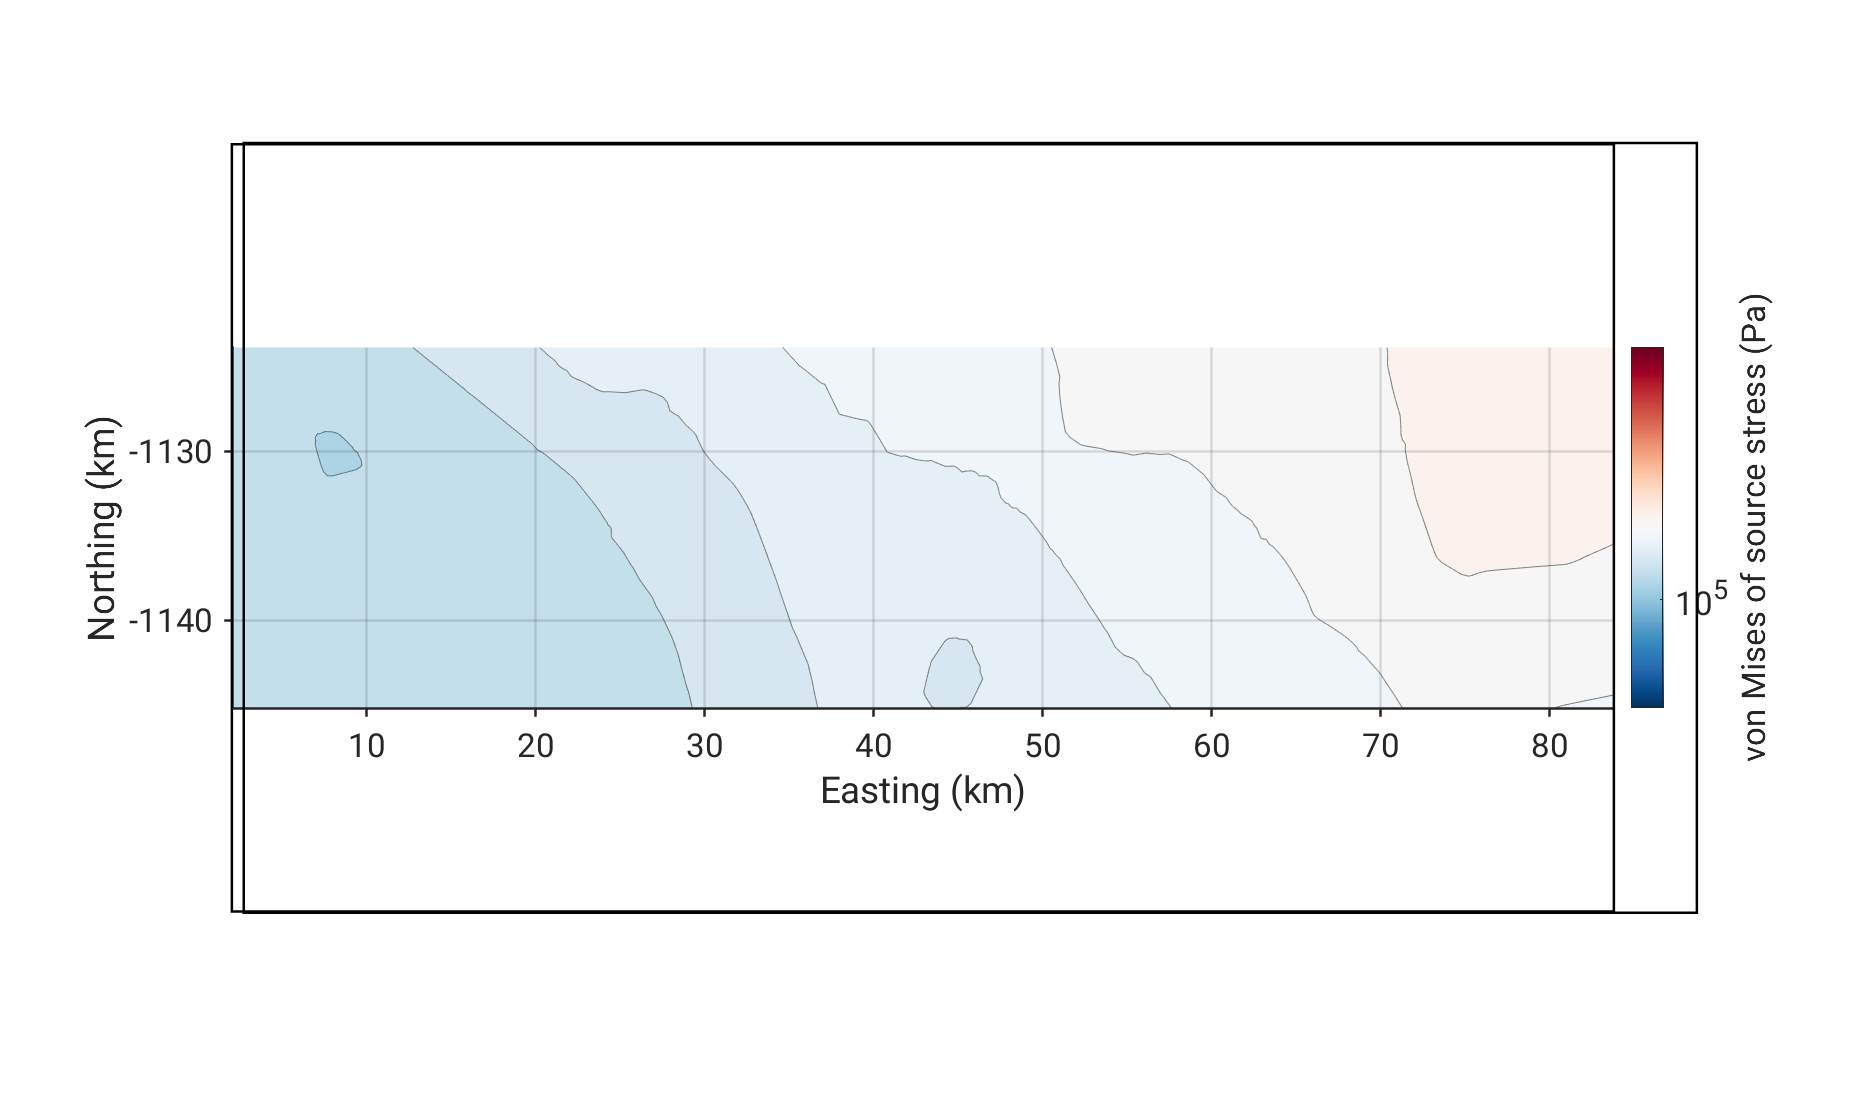 Northing (km)
-1130
-1140
10 20 30 40 50 60 70 80
Easting (km)
10⁵
von Mises of source stress (Pa)